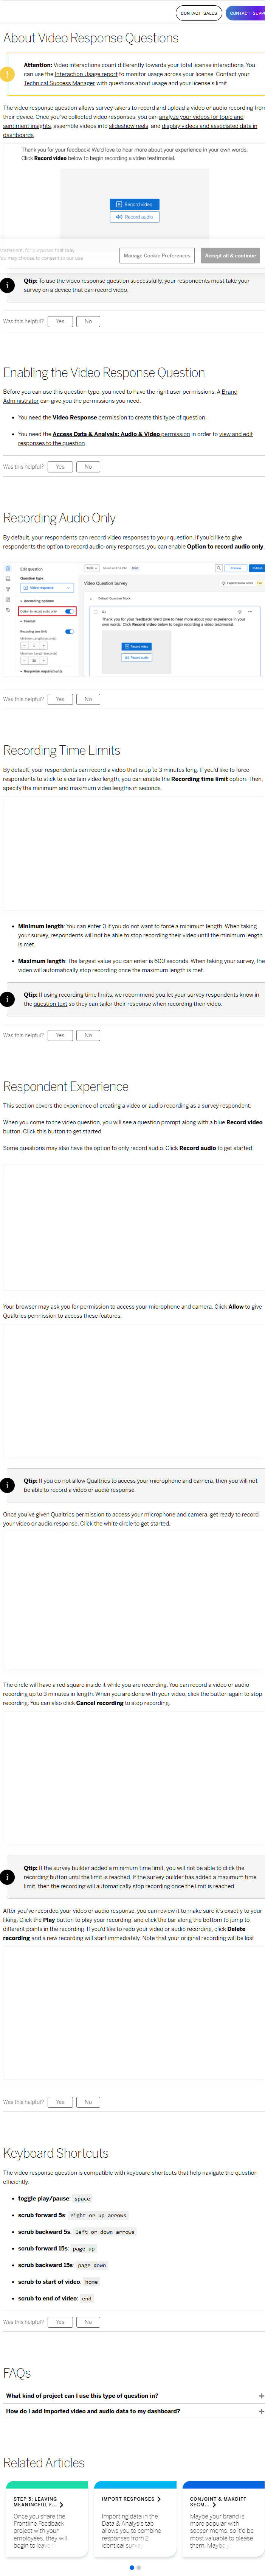 CONTACT SALES
CONTACT SUPP
About Video Response Questions
Attention: Video interactions count differently towards your total license interactions. You
can use the Interaction Usage report to monitor usage across your license. Contact your
Technical Success Manager with questions about usage and your license's limit.
The video response question allows survey takers to record and upload a video or audio recording from
their device. Once you've collected video responses, you can analyze your videos for topic and
sentiment insights, assemble videos into slideshow reels, and display videos and associated data in
dashboards.
Thank you for your feedback! We'd love to hear more about your experience in your own words.
Click Record video below to begin recording a video testimonial.
Record video
Record audio
statement, for purposes that may
You may choose to consent to our use
Manage Cookie Preferences
Accept all & continue
Qtip: To use the video response question successfully, your respondents must take your
survey on a device that can record video.
Was this helpful? Yes No
Enabling the Video Response Question
Before you can use this question type, you need to have the right user permissions. A Brand
Administrator can give you the permissions you need.
• You need the Video Response permission to create this type of question.
• You need the Access Data & Analysis: Audio & Video permission in order to view and edit
responses to the question.
Was this helpful? Yes No
Recording Audio Only
By default, your respondents can record video responses to your question. If you'd like to give
respondents the option to record audio-only responses, you can enable Option to record audio only.
Edit question
Question type
Video response
Recording options
Option to record audio only
Format
Recording time limit
Minimum Length (seconds)
Maximum Length (seconds)
Response requirements
Tools
Preview
Publish
Video Question Survey
ExpertReview score
Default Question Block
Thank you for your feedback! We'd love to hear more about your experience in your
own words. Click Record video below to begin recording a video testimonial.
Record video
Record audio
Was this helpful? Yes No
Recording Time Limits
By default, your respondents can record a video that is up to 3 minutes long. If you'd like to force
respondents to stick to a certain video length, you can enable the Recording time limit option. Then,
specify the minimum and maximum video lengths in seconds.
• Minimum length: You can enter 0 if you do not want to force a minimum length. When taking
your survey, respondents will not be able to stop recording their video until the minimum length
is met.
• Maximum length: The largest value you can enter is 600 seconds. When taking your survey, the
video will automatically stop recording once the maximum length is met.
Qtip: If using recording time limits, we recommend you let your survey respondents know in
the question text so they can tailor their response when recording their video.
Was this helpful? Yes No
Respondent Experience
This section covers the experience of creating a video or audio recording as a survey respondent.
When you come to the video question, you will see a question prompt along with a blue Record video
button. Click this button to get started.
Some questions may also have the option to only record audio. Click Record audio to get started.
Your browser may ask you for permission to access your microphone and camera. Click Allow to give
Qualtrics permission to access these features.
Qtip: If you do not allow Qualtrics to access your microphone and camera, then you will not
be able to record a video or audio response.
Once you've given Qualtrics permission to access your microphone and camera, get ready to record
your video or audio response. Click the white circle to get started.
The circle will have a red square inside it while you are recording. You can record a video or audio
recording up to 3 minutes in length. When you are done with your video, click the button again to stop
recording. You can also click Cancel recording to stop recording.
Qtip: If the survey builder added a minimum time limit, you will not be able to click the
recording button until the limit is reached. If the survey builder has added a maximum time
limit, then the recording will automatically stop recording once the limit is reached.
After you've recorded your video or audio response, you can review it to make sure it's exactly to your
liking. Click the Play button to play your recording, and click the bar along the bottom to jump to
different points in the recording. If you'd like to redo your video or audio recording, click Delete
recording and a new recording will start immediately. Note that your original recording will be lost.
Was this helpful? Yes No
Keyboard Shortcuts
The video response question is compatible with keyboard shortcuts that help navigate the question
efficiently.
• toggle play/pause: space
• scrub forward 5s: right or up arrows
• scrub backward 5s: left or down arrows
• scrub forward 15s: page up
• scrub backward 15s: page down
• scrub to start of video: home
• scrub to end of video: end
Was this helpful? Yes No
FAQs
What kind of project can I use this type of question in? +
How do I add imported video and audio data to my dashboard? +
Related Articles
STEP 5: LEAVING
MEANINGFUL F... >
Once you share the
Frontline Feedback
project with your
employees, they will
begin to leave
IMPORT RESPONSES >
Importing data in the
Data & Analysis tab
allows you to combine
responses from 2
identical
CONJOINT & MAXDIFF
SEGM... >
Maybe your brand is
more popular with
soccer moms, so it'd be
most valuable to please
them. Maybe